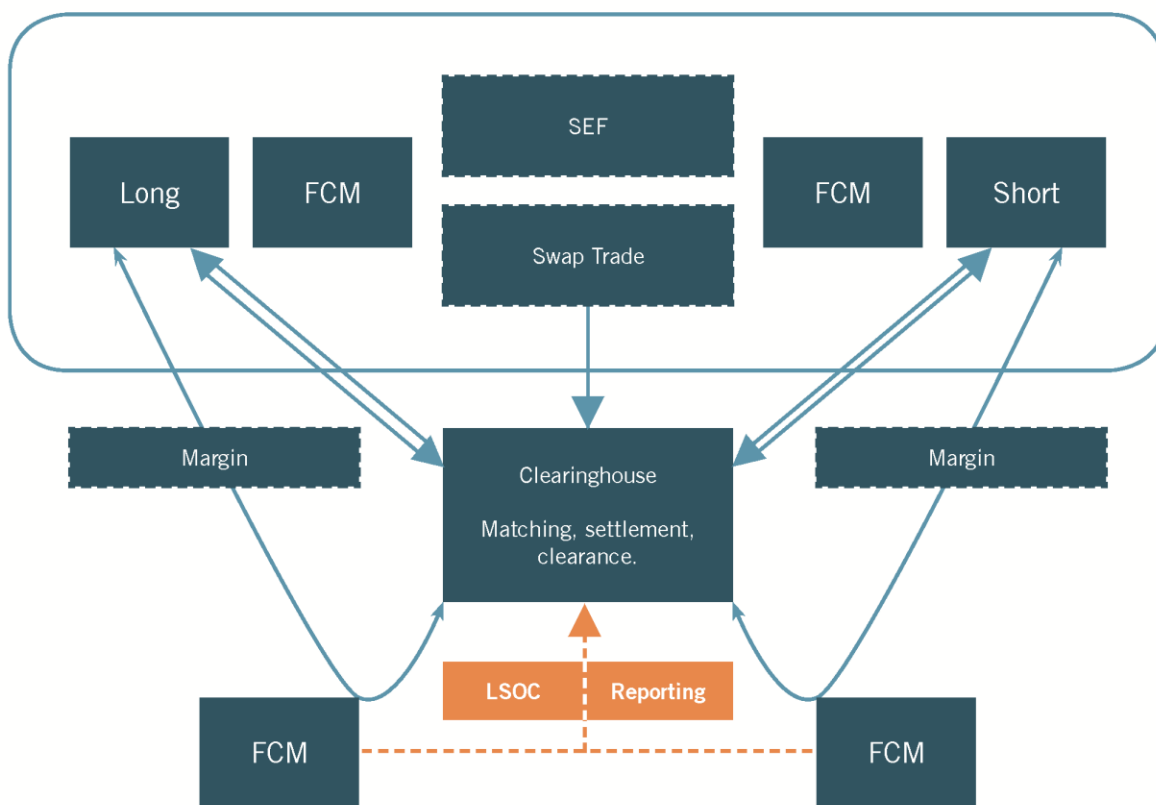 SEF
Long
FCM
FCM
Short
Swap Trade
Margin
Clearinghouse
Matching, settlement,
clearance.
Margin
LSOC
Reporting
FCM
FCM